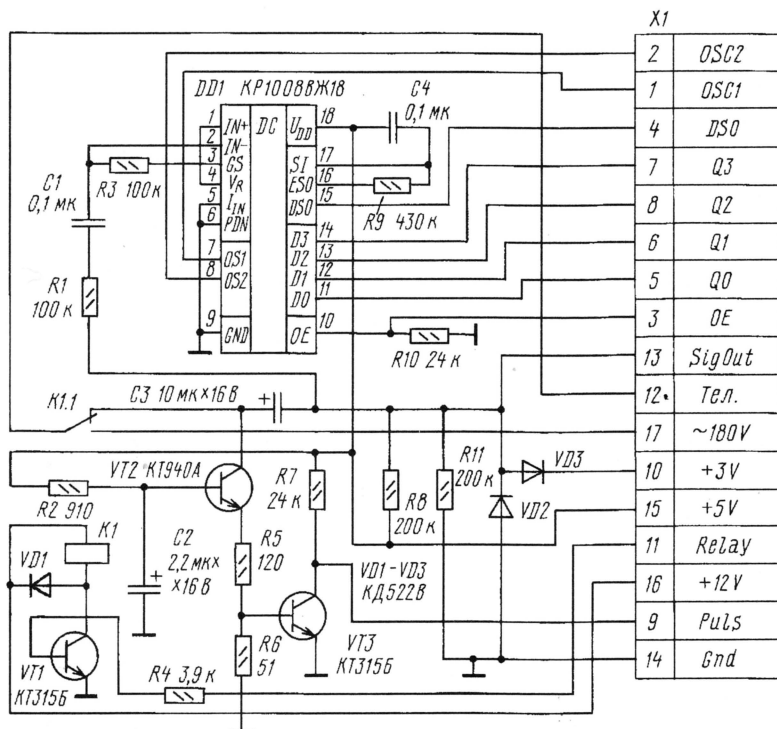 X1
2 OSC2
1 OSC1
4 DSO
7 Q3
8 Q2
6 Q1
5 Q0
3 OE
13 SigOut
12 Тел.
17 ~180V
10 +3V
15 +5V
11 Relay
16 +12V
9 Puls
14 Gnd
DD1 КР1008ВЖ18
DC
1 IN+
2 IN-
3 GS
4 VR
5 IIN
6 PDN
7 OS1
8 OS2
9 GND
18 UDD
17 SI
16 ESO
15 DSO
14 D3
13 D2
12 D1
11 D0
10 OE
C4
0,1 мк
R9 430 к
R10 24 к
R3 100к
C1
0,1 мк
R1
100 к
C3 10 мк×16В
K1.1
VT2 КТ940А
R7
24 к
R11
200 к
R8
200 к
VD3
VD2
R2 910
K1
VD1
C2
2,2 мк×
×16В
R5
120
VD1-VD3
КД522В
R6
51
VT3
КТ315Б
VT1
КТ315Б
R4 3,9 к